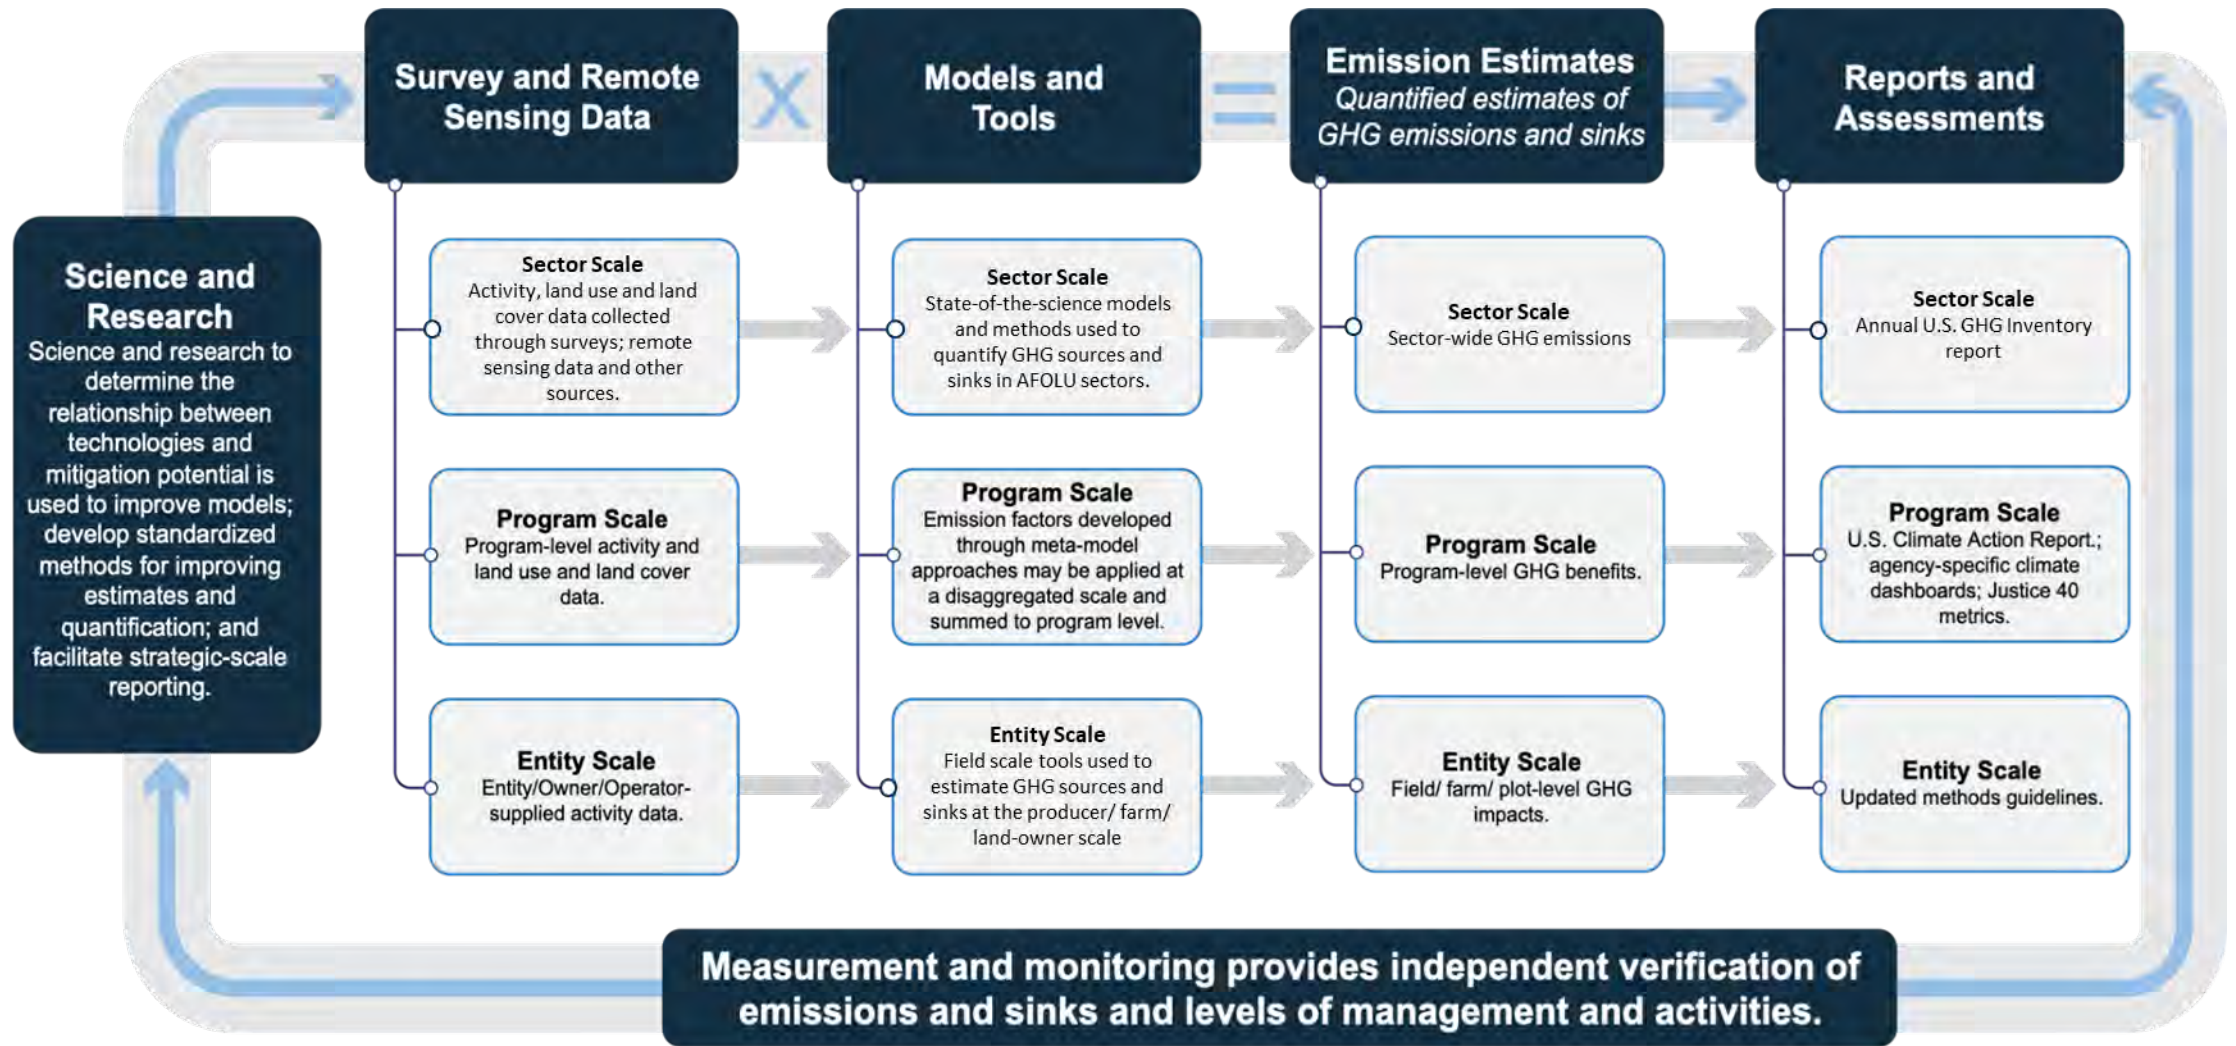 Science and
Research
Science and research to
determine the
relationship between
technologies and
mitigation potential is
used to improve models;
develop standardized
methods for improving
estimates and
quantification; and
facilitate strategic-scale
reporting.
Survey and Remote
Sensing Data
Sector Scale
Activity, land use and land
cover data collected
through surveys; remote
sensing data and other
sources.
Program Scale
Program-level activity and
land use and land cover
data.
Entity Scale
Entity/Owner/Operator-
supplied activity data.
X
Models and
Tools
Sector Scale
State-of-the-science models
and methods used to
quantify GHG sources and
sinks in AFOLU sectors.
Program Scale
Emission factors developed
through meta-model
approaches may be applied at
a disaggregated scale and
summed to program level.
Entity Scale
Field scale tools used to
estimate GHG sources and
sinks at the producer/ farm/
land-owner scale
=
Emission Estimates
Quantified estimates of
GHG emissions and sinks
Sector Scale
Sector-wide GHG emissions
Program Scale
Program-level GHG benefits.
Entity Scale
Field/ farm/ plot-level GHG
impacts.
Reports and
Assessments
Sector Scale
Annual U.S. GHG Inventory
report
Program Scale
U.S. Climate Action Report.;
agency-specific climate
dashboards; Justice 40
metrics.
Entity Scale
Updated methods guidelines.
Measurement and monitoring provides independent verification of
emissions and sinks and levels of management and activities.